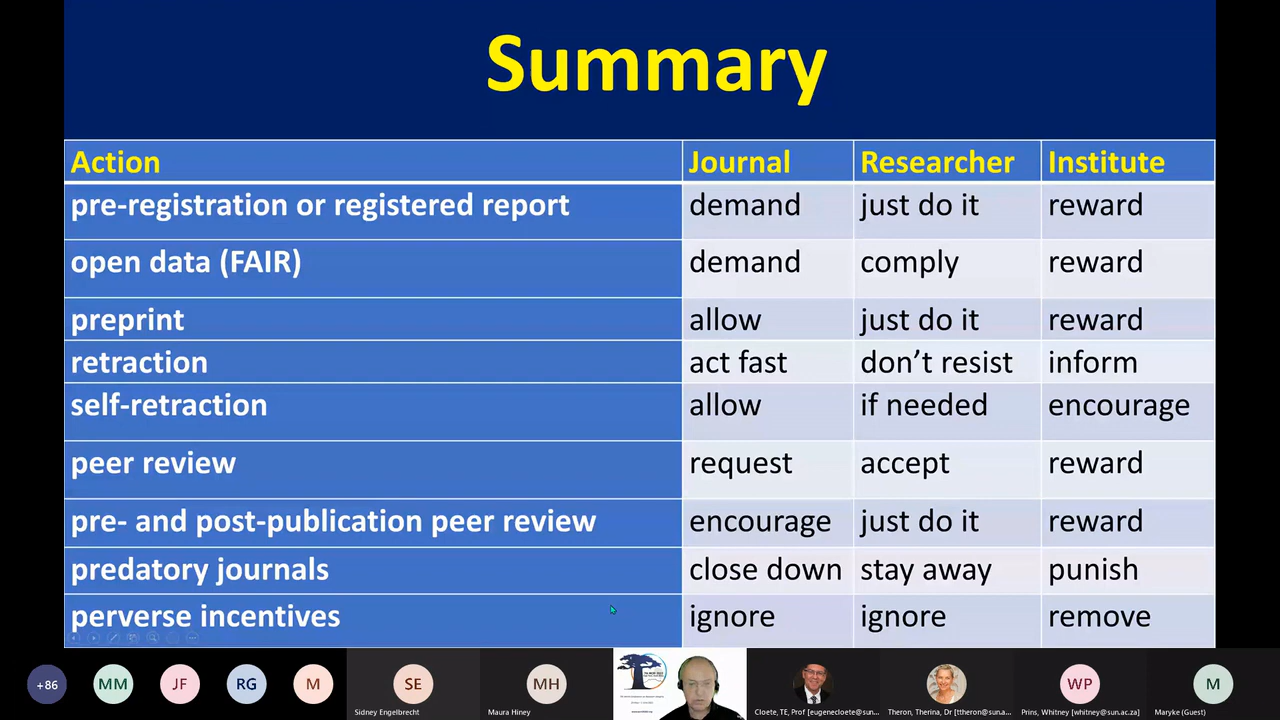 Summary
Action Journal Researcher Institute
pre-registration or registered report demand just do it reward
open data (FAIR) demand comply reward
preprint allow just do it reward
retraction act fast don’t resist inform
self-retraction allow if needed encourage
peer review request accept reward
pre- and post-publication peer review encourage just do it reward
predatory journals close down stay away punish
perverse incentives ignore ignore remove
+86 MM JF RG M SE MH WP M
Sidney Engelbrecht Maura Hiney Cloete, TE, Prof [eugenecloete@sun... Theron, Therina, Dr [ttheron@sun.a... Prins, Whitney [whitney@sun.ac.za] Maryke (Guest)